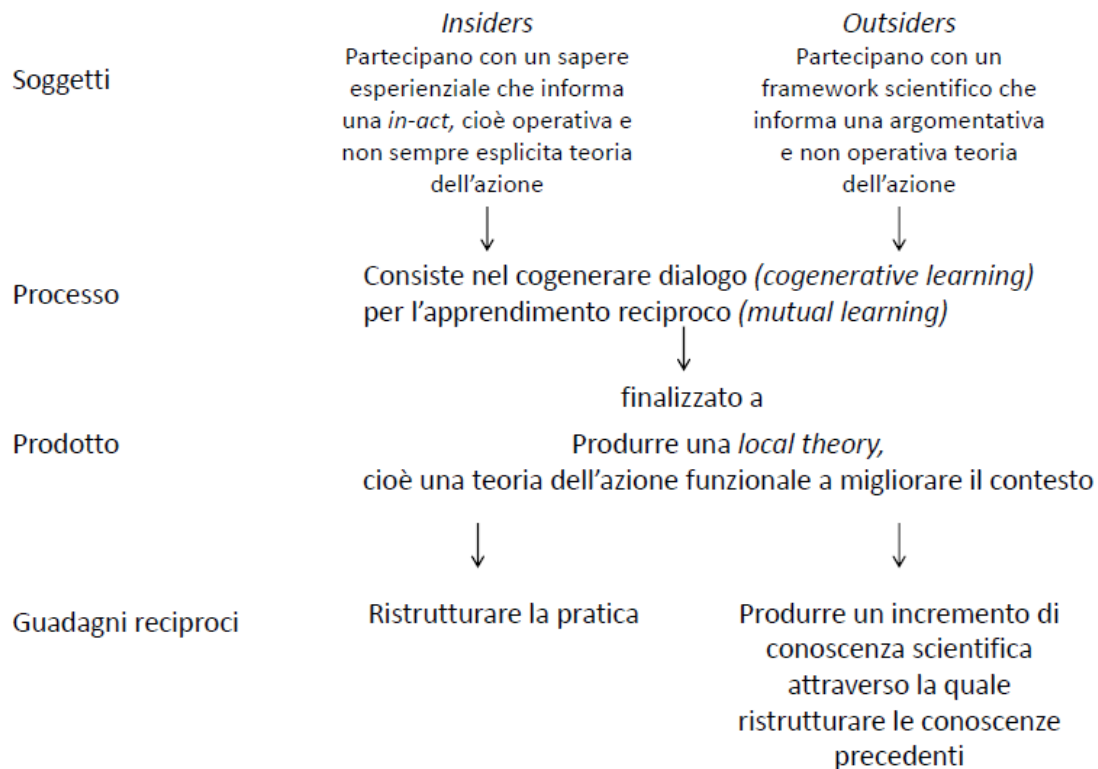 Insiders
Outsiders
Soggetti
Partecipano con un sapere
esperienziale che informa
una in-act, cioè operativa e
non sempre esplicita teoria
dell’azione
Partecipano con un
framework scientifico che
informa una argomentativa
e non operativa teoria
dell’azione
Processo
Consiste nel cogenerare dialogo (cogenerative learning)
per l’apprendimento reciproco (mutual learning)
finalizzato a
Prodotto
Produrre una local theory,
cioè una teoria dell’azione funzionale a migliorare il contesto
Guadagni reciproci
Ristrutturare la pratica
Produrre un incremento di
conoscenza scientifica
attraverso la quale
ristrutturare le conoscenze
precedenti